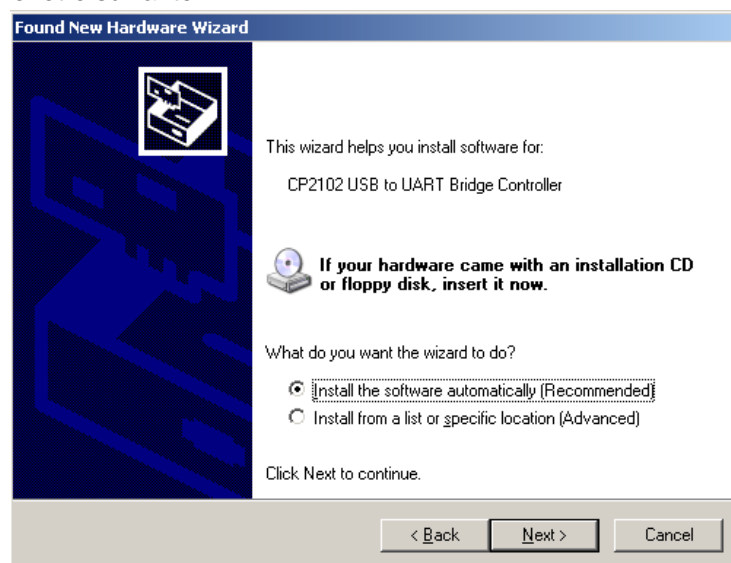 Found New Hardware Wizard
This wizard helps you install software for:
CP2102 USB to UART Bridge Controller
If your hardware came with an installation CD
or floppy disk, insert it now.
What do you want the wizard to do?
Install the software automatically (Recommended)
Install from a list or specific location (Advanced)
Click Next to continue.
< Back Next > Cancel